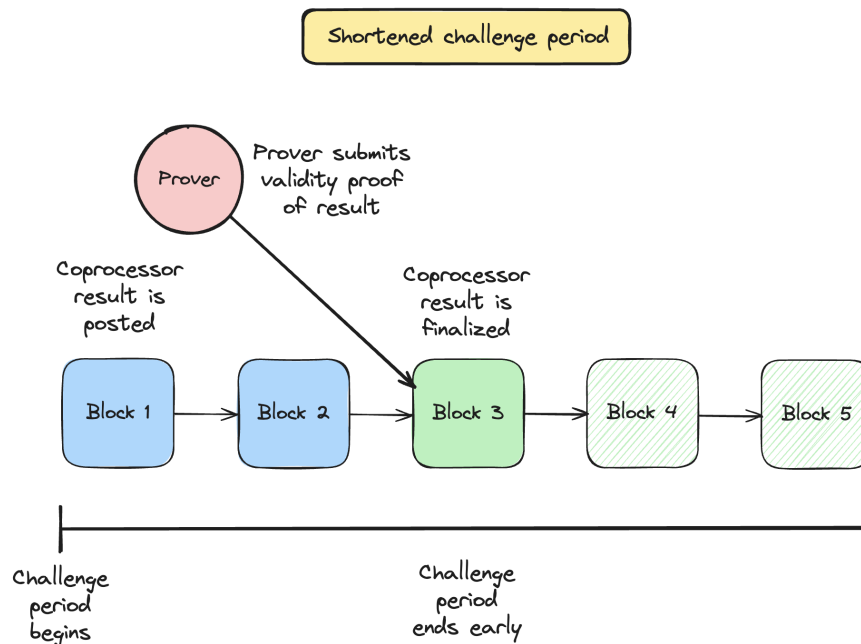 Shortened challenge period
Prover
Prover submits
validity proof
of result
Coprocessor
result is
posted
Coprocessor
result is
finalized
Block 1
Block 2
Block 3
Block 4
Block 5
Challenge
period
begins
Challenge
period
ends early